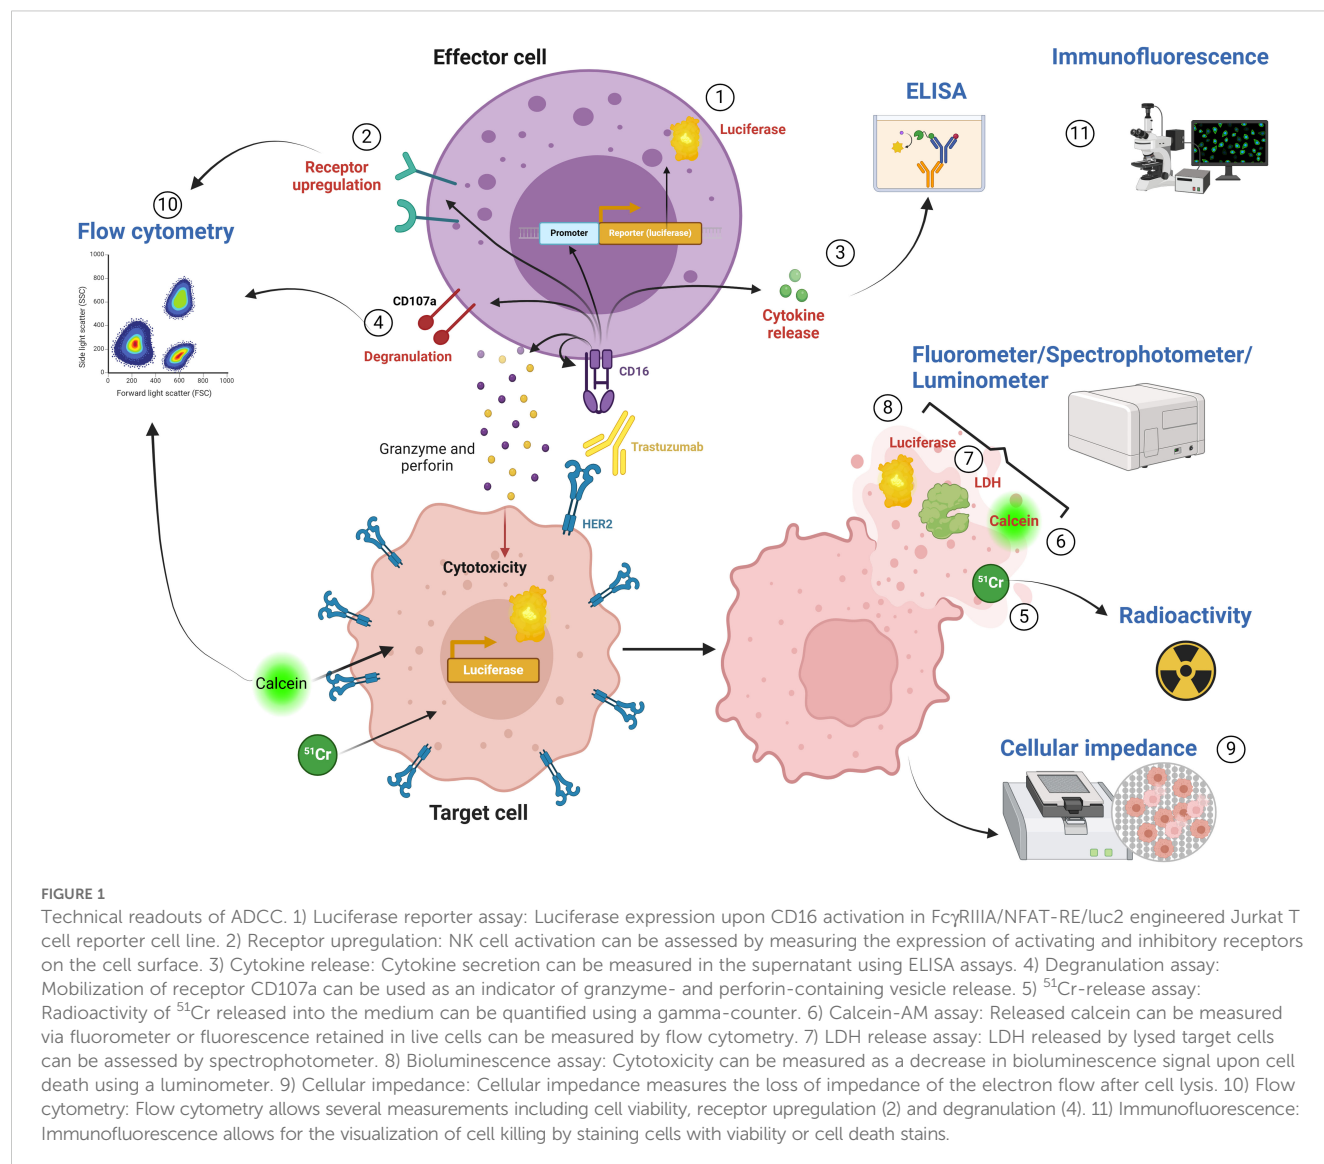 Effector cell
Immunofluorescence
ELISA
1
Luciferase
2
Receptor
upregulation
11
10
Flow cytometry
Promoter
Reporter (luciferase)
3
1000
800
600
400
200
0
Side light scatter (SSC)
0 200 400 600 800 1000
Forward light scatter (FSC)
CD107a
4
Degranulation
Cytokine
release
CD16
Fluorometer/Spectrophotometer/
Luminometer
8
Luciferase
7
LDH
Calcein
6
Granzyme and
perforin
Trastuzumab
HER2
Cytotoxicity
51Cr
5
Radioactivity
Luciferase
Calcein
51Cr
Cellular impedance
9
Target cell
FIGURE 1
Technical readouts of ADCC. 1) Luciferase reporter assay: Luciferase expression upon CD16 activation in FcγRIIIA/NFAT-RE/luc2 engineered Jurkat T
cell reporter cell line. 2) Receptor upregulation: NK cell activation can be assessed by measuring the expression of activating and inhibitory receptors
on the cell surface. 3) Cytokine release: Cytokine secretion can be measured in the supernatant using ELISA assays. 4) Degranulation assay:
Mobilization of receptor CD107a can be used as an indicator of granzyme- and perforin-containing vesicle release. 5) 51Cr-release assay:
Radioactivity of 51Cr released into the medium can be quantified using a gamma-counter. 6) Calcein-AM assay: Released calcein can be measured
via fluorometer or fluorescence retained in live cells can be measured by flow cytometry. 7) LDH release assay: LDH released by lysed target cells
can be assessed by spectrophotometer. 8) Bioluminescence assay: Cytotoxicity can be measured as a decrease in bioluminescence signal upon cell
death using a luminometer. 9) Cellular impedance: Cellular impedance measures the loss of impedance of the electron flow after cell lysis. 10) Flow
cytometry: Flow cytometry allows several measurements including cell viability, receptor upregulation (2) and degranulation (4). 11) Immunofluorescence:
Immunofluorescence allows for the visualization of cell killing by staining cells with viability or cell death stains.